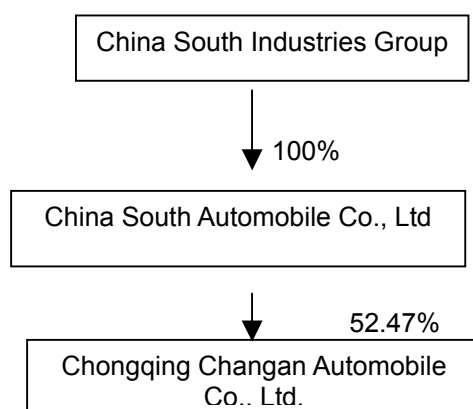 China South Industries Group
100%
China South Automobile Co., Ltd
52.47%
Chongqing Changan Automobile
Co., Ltd.